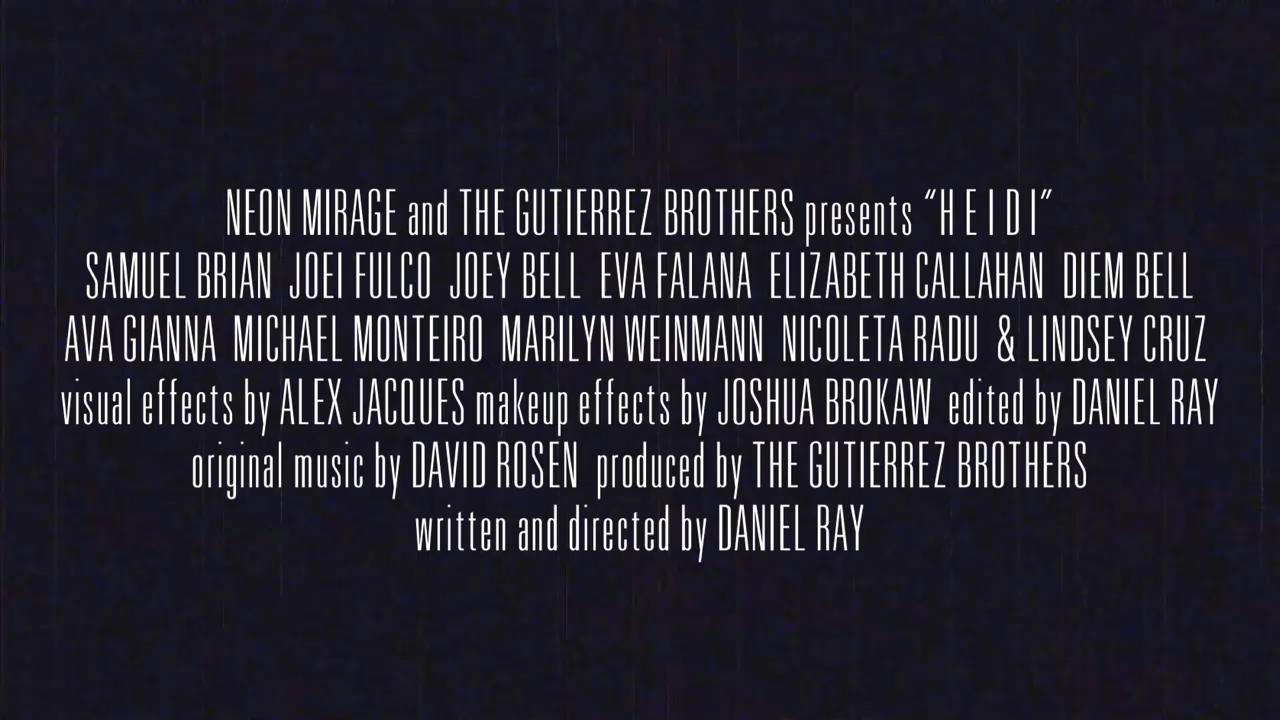 NEON MIRAGE and THE GUTIERREZ BROTHERS presents “H E I D I”
SAMUEL BRIAN JOEI FULCO JOEY BELL EVA FALANA ELIZABETH CALLAHAN DIEM BELL
AVA GIANNA MICHAEL MONTEIRO MARILYN WEINMANN NICOLETA RADU & LINDSEY CRUZ
visual effects by ALEX JACQUES makeup effects by JOSHUA BROKAW edited by DANIEL RAY
original music by DAVID ROSEN produced by THE GUTIERREZ BROTHERS
written and directed by DANIEL RAY